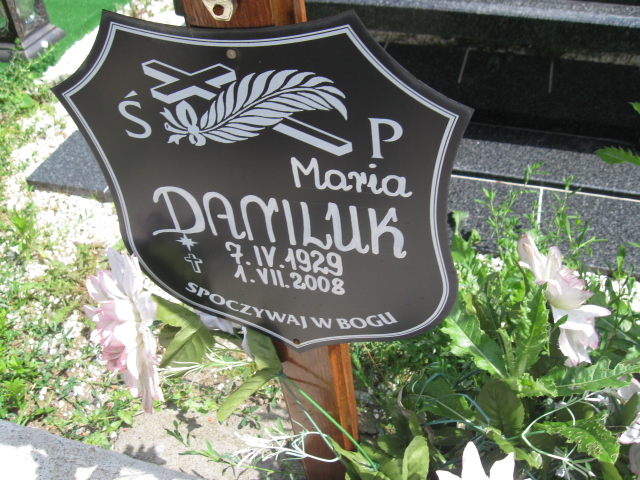 Ś P
Maria
DANILUK
7.IV.1929
1.VII.2008
SPOCZYWAJ W BOGU